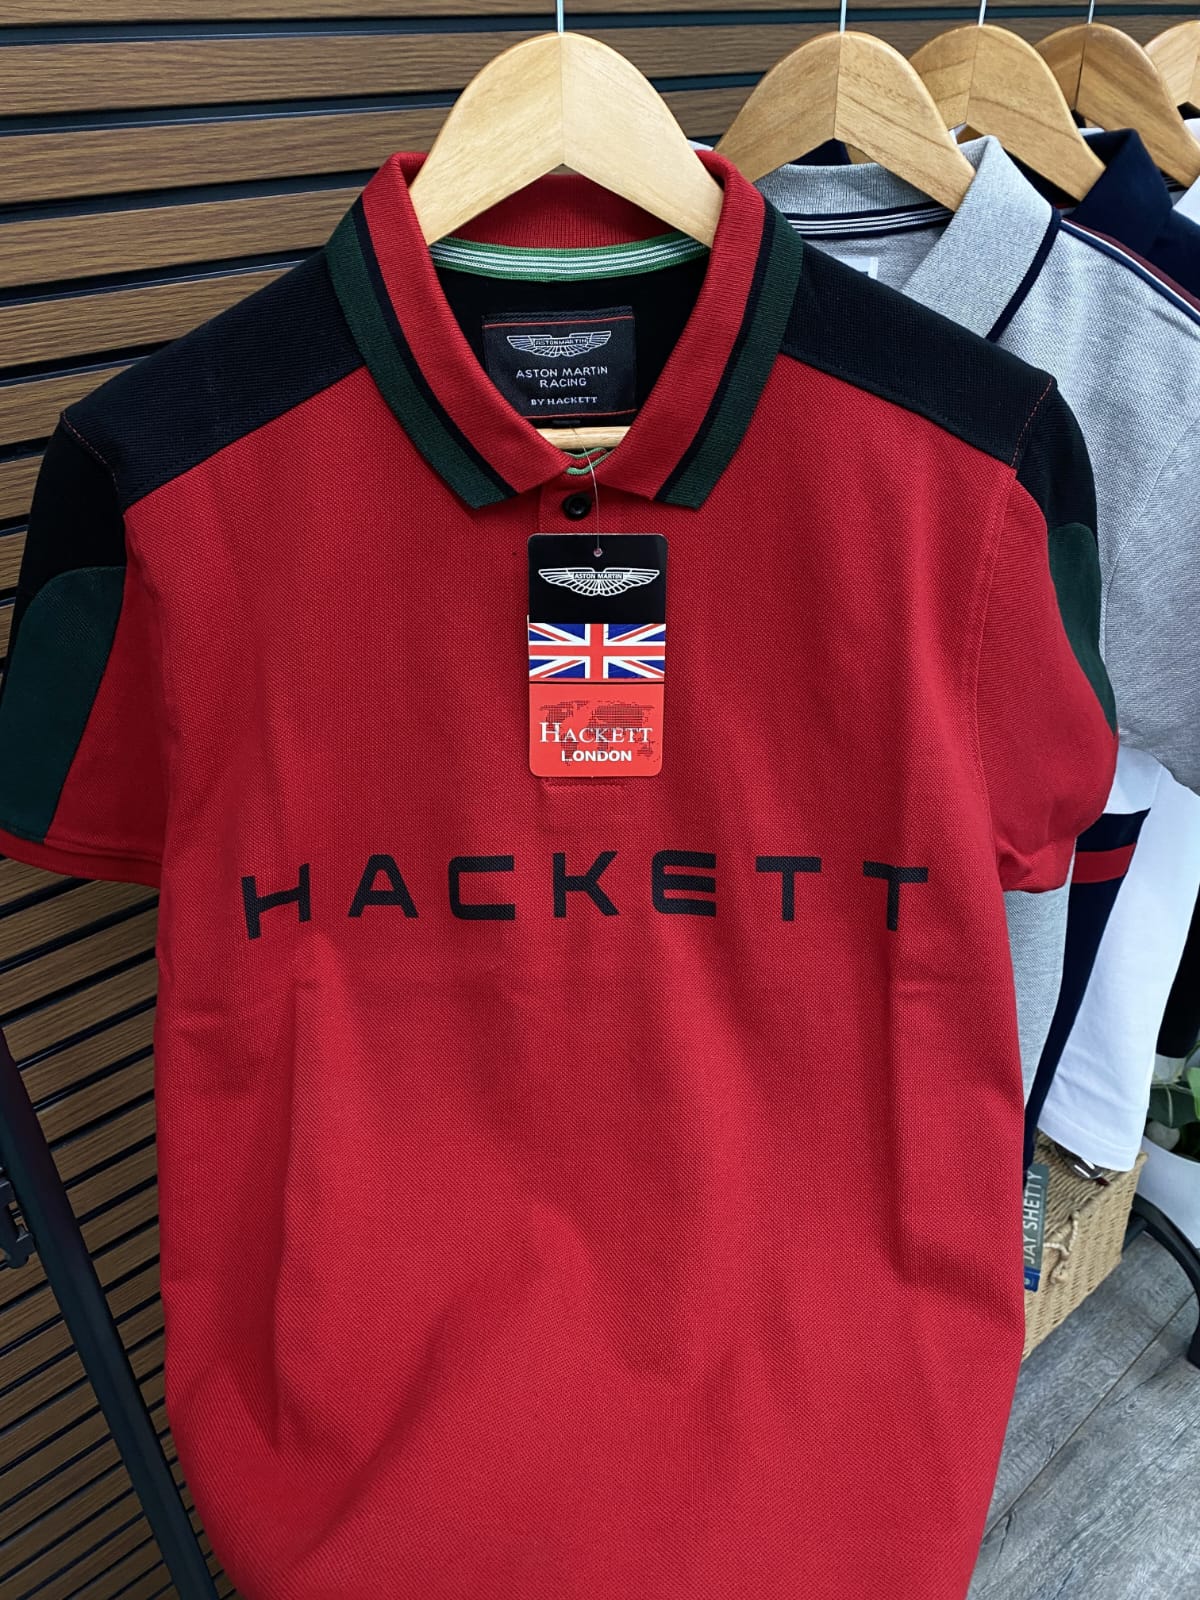 ASTON MARTIN
ASTON MARTIN
RACING
BY HACKETT
ASTON MARTIN
HACKETT
LONDON
HACKETT
JAY SHETTY